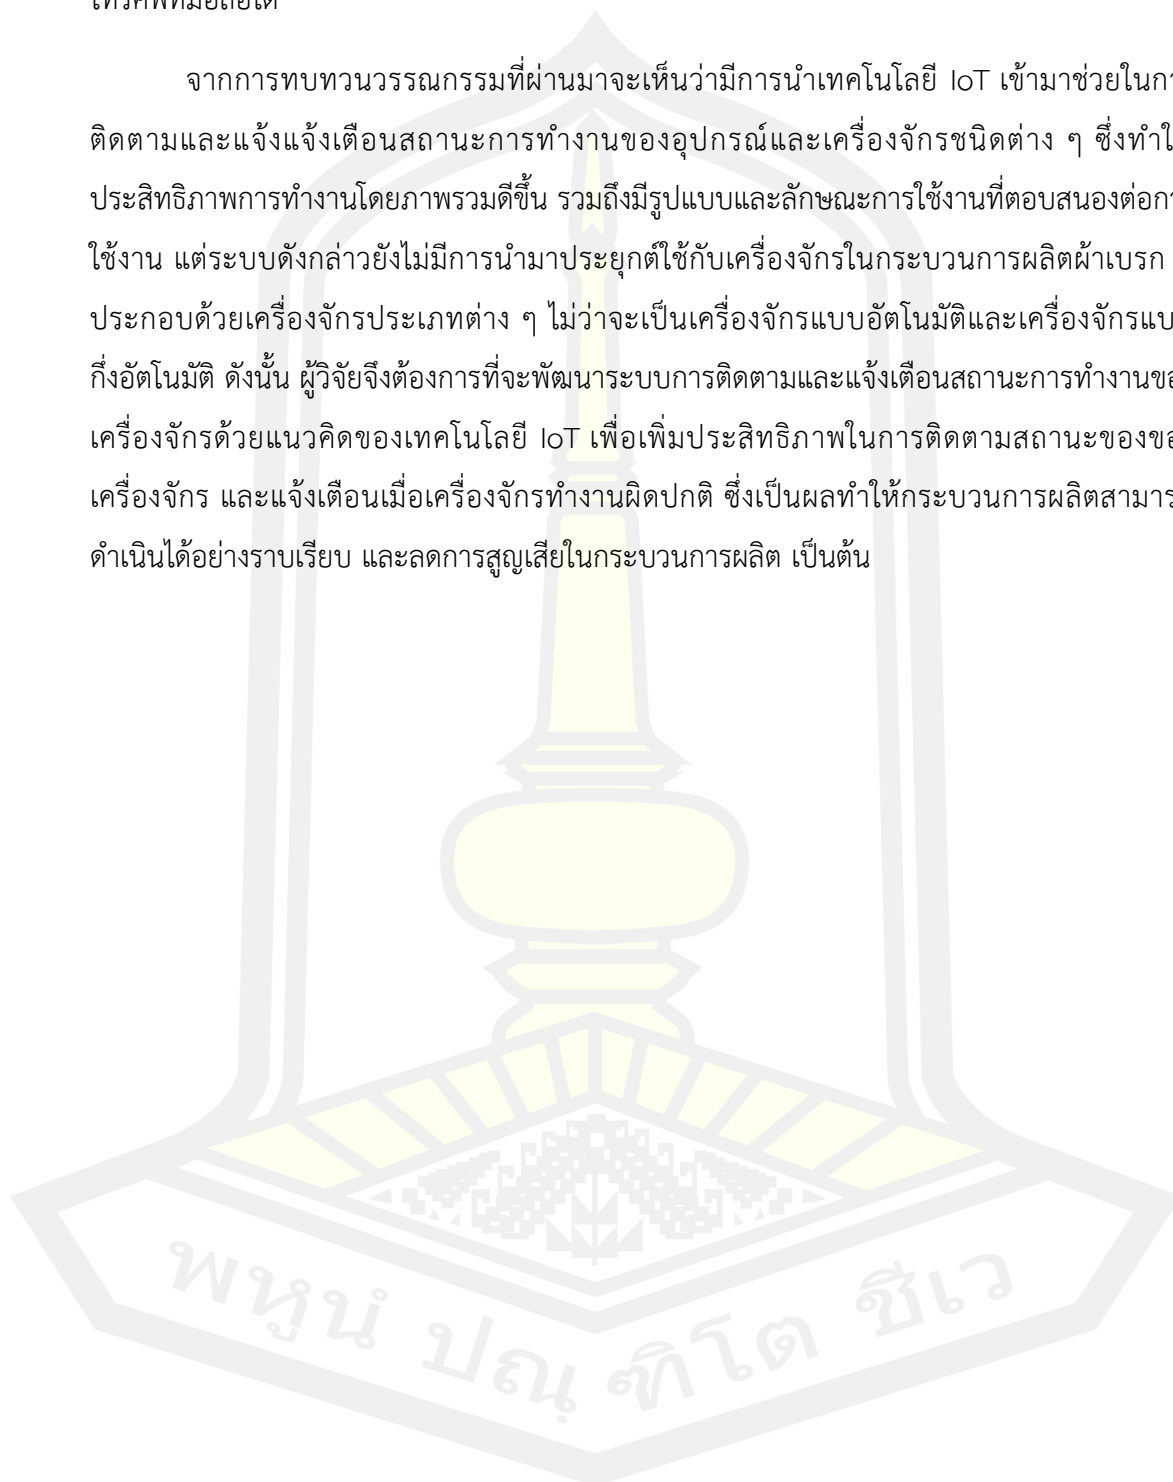 จากการทบทวนวรรณกรรมที่ผ่านมาจะเห็นว่ามีการนำเทคโนโลยี IoT เข้ามาช่วยในกา
ติดตามและแจ้งแจ้งเตือนสถานะการทำงานของอุปกรณ์และเครื่องจักรชนิดต่าง ๆ ซึ่งทำใ
ประสิทธิภาพการทำงานโดยภาพรวมดีขึ้น รวมถึงมีรูปแบบและลักษณะการใช้งานที่ตอบสนองต่อกา
ใช้งาน แต่ระบบดังกล่าวยังไม่มีการนำมาประยุกต์ใช้กับเครื่องจักรในกระบวนการผลิตผ้าเบรก
ประกอบด้วยเครื่องจักรประเภทต่าง ๆ ไม่ว่าจะเป็นเครื่องจักรแบบอัตโนมัติและเครื่องจักรแบ
กึ่งอัตโนมัติ ดังนั้น ผู้วิจัยจึงต้องการที่จะพัฒนาระบบการติดตามและแจ้งเตือนสถานะการทำงานขอ
เครื่องจักรด้วยแนวคิดของเทคโนโลยี IoT เพื่อเพิ่มประสิทธิภาพในการติดตามสถานะของขอ
เครื่องจักร และแจ้งเตือนเมื่อเครื่องจักรทำงานผิดปกติ ซึ่งเป็นผลทำให้กระบวนการผลิตสามาร
ดำเนินได้อย่างราบเรียบ และลดการสูญเสียในกระบวนการผลิต เป็นต้น
พหูนํ ปณฺฑิโต ชีเว